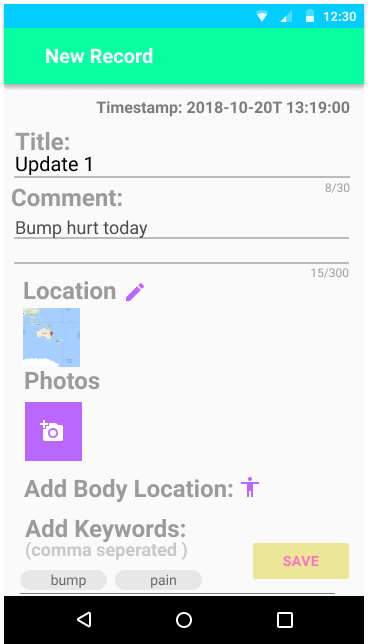 12:30
New Record
Timestamp: 2018-10-20T 13:19:00
Title:
Update 1
8/30
Comment:
Bump hurt today
15/300
Location
Photos
Add Body Location:
Add Keywords:
(comma seperated )
SAVE
bump pain